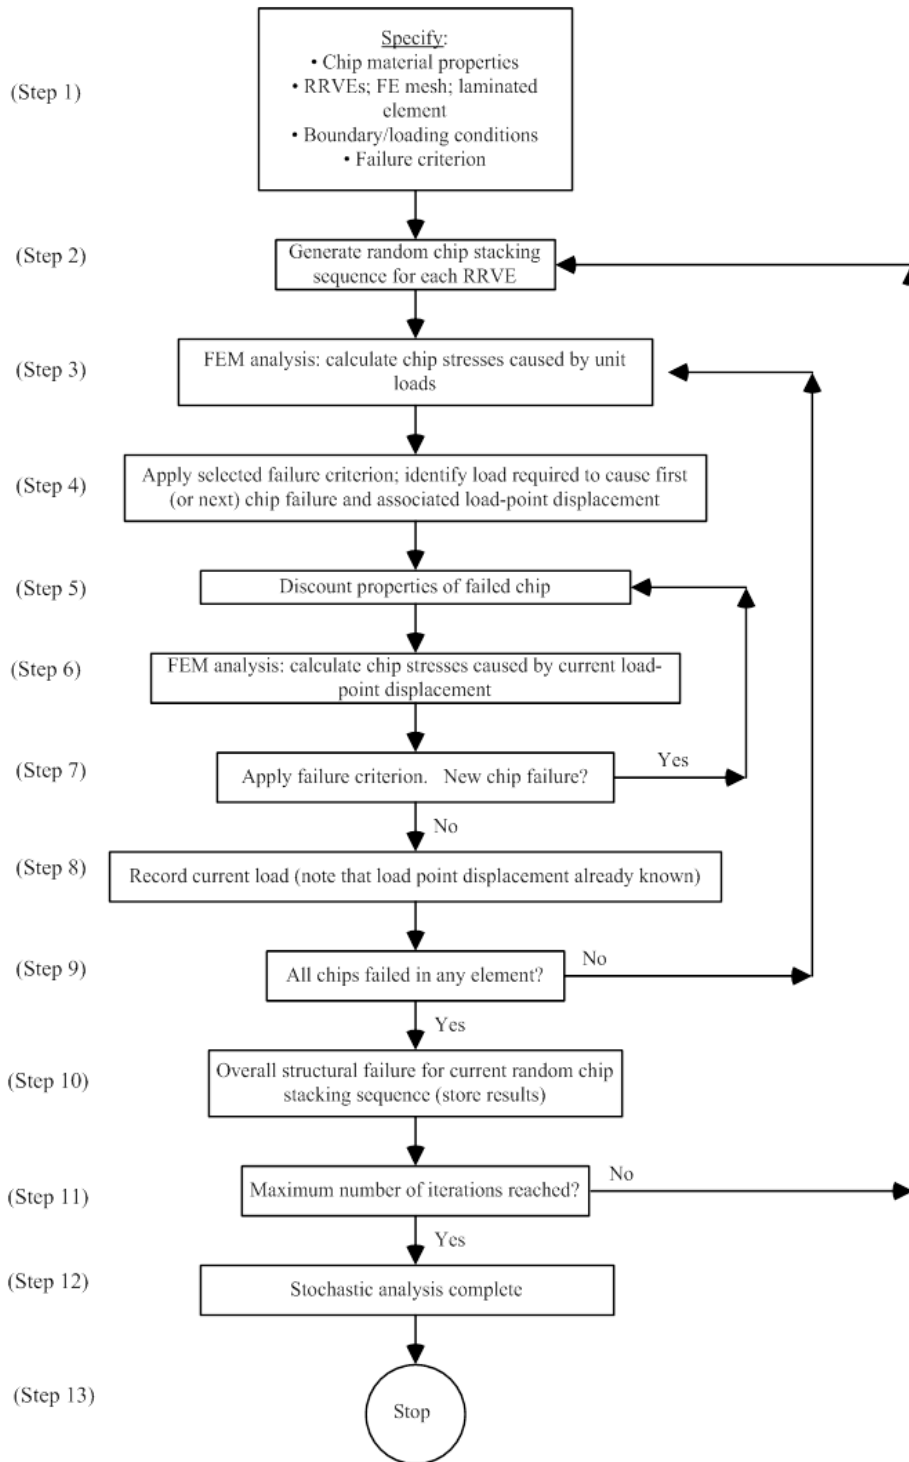 Specify:
• Chip material properties
(Step 1)
• RRVEs; FE mesh; laminated
element
• Boundary/loading conditions
• Failure criterion
(Step 2)
Generate random chip stacking
sequence for each RRVE
(Step 3)
FEM analysis: calculate chip stresses caused by unit
loads
(Step 4)
Apply selected failure criterion; identify load required to cause first
(or next) chip failure and associated load-point displacement
(Step 5)
Discount properties of failed chip
(Step 6)
FEM analysis: calculate chip stresses caused by current load-
point displacement
(Step 7)
Apply failure criterion. New chip failure?
Yes
No
(Step 8)
Record current load (note that load point displacement already known)
(Step 9)
All chips failed in any element?
No
Yes
(Step 10)
Overall structural failure for current random chip
stacking sequence (store results)
(Step 11)
Maximum number of iterations reached?
No
Yes
(Step 12)
Stochastic analysis complete
(Step 13)
Stop